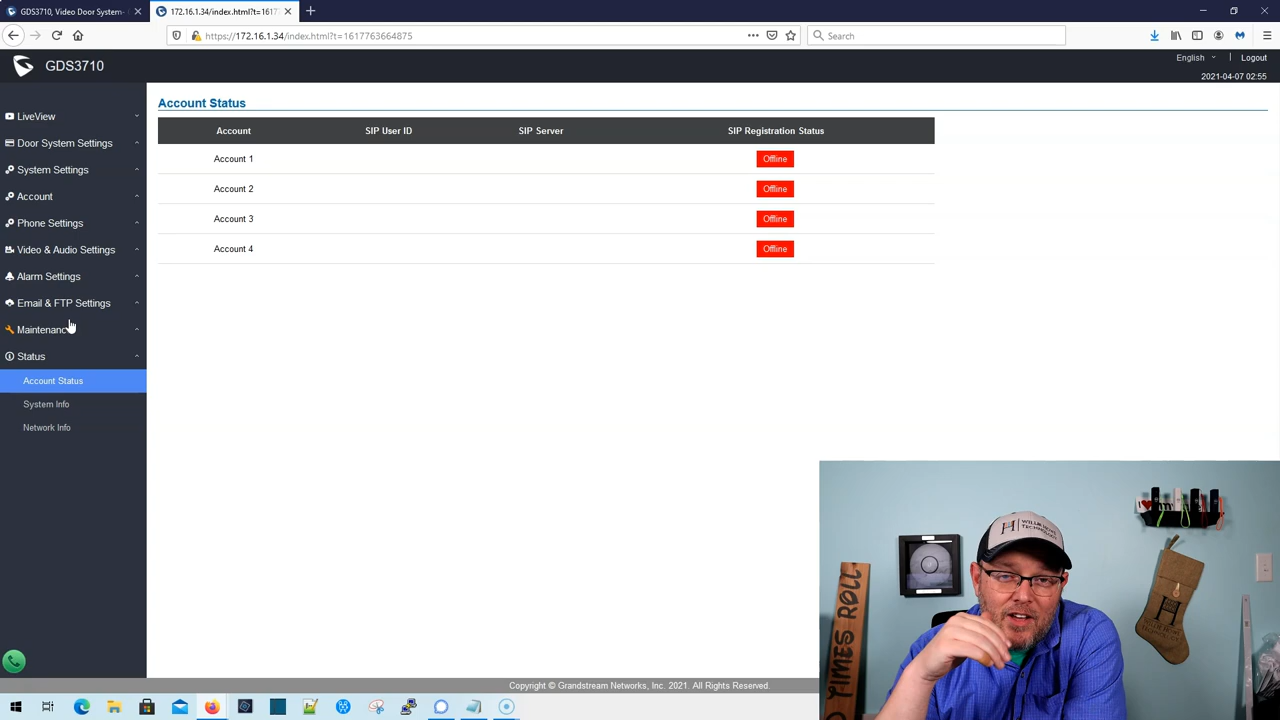 GDS3710, Video Door System-
172.16.1.34/index.html?t=1617
https://172.16.1.34/index.html?t=1617763664875
Search
GDS3710
English
Logout
2021-04-07 02:55
LiveView
Door System Settings
System Settings
Account
Phone Settings
Video & Audio Settings
Alarm Settings
Email & FTP Settings
Maintenance
Status
Account Status
System Info
Network Info
Account Status
Account SIP User ID SIP Server SIP Registration Status
Account 1 Offline
Account 2 Offline
Account 3 Offline
Account 4 Offline
TIMES ROLL
Copyright © Grandstream Networks, Inc. 2021. All Rights Reserved.